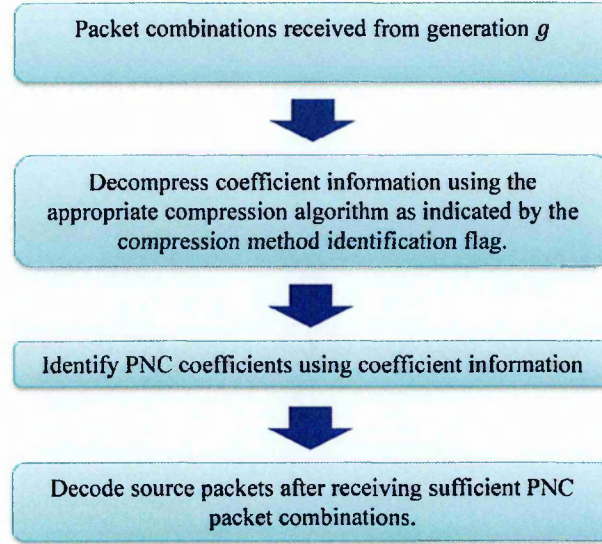 Packet combinations received from generation g
Decompress coefficient information using the
appropriate compression algorithm as indicated by the
compression method identification flag.
Identify PNC coefficients using coefficient information
Decode source packets after receiving sufficient PNC
packet combinations.